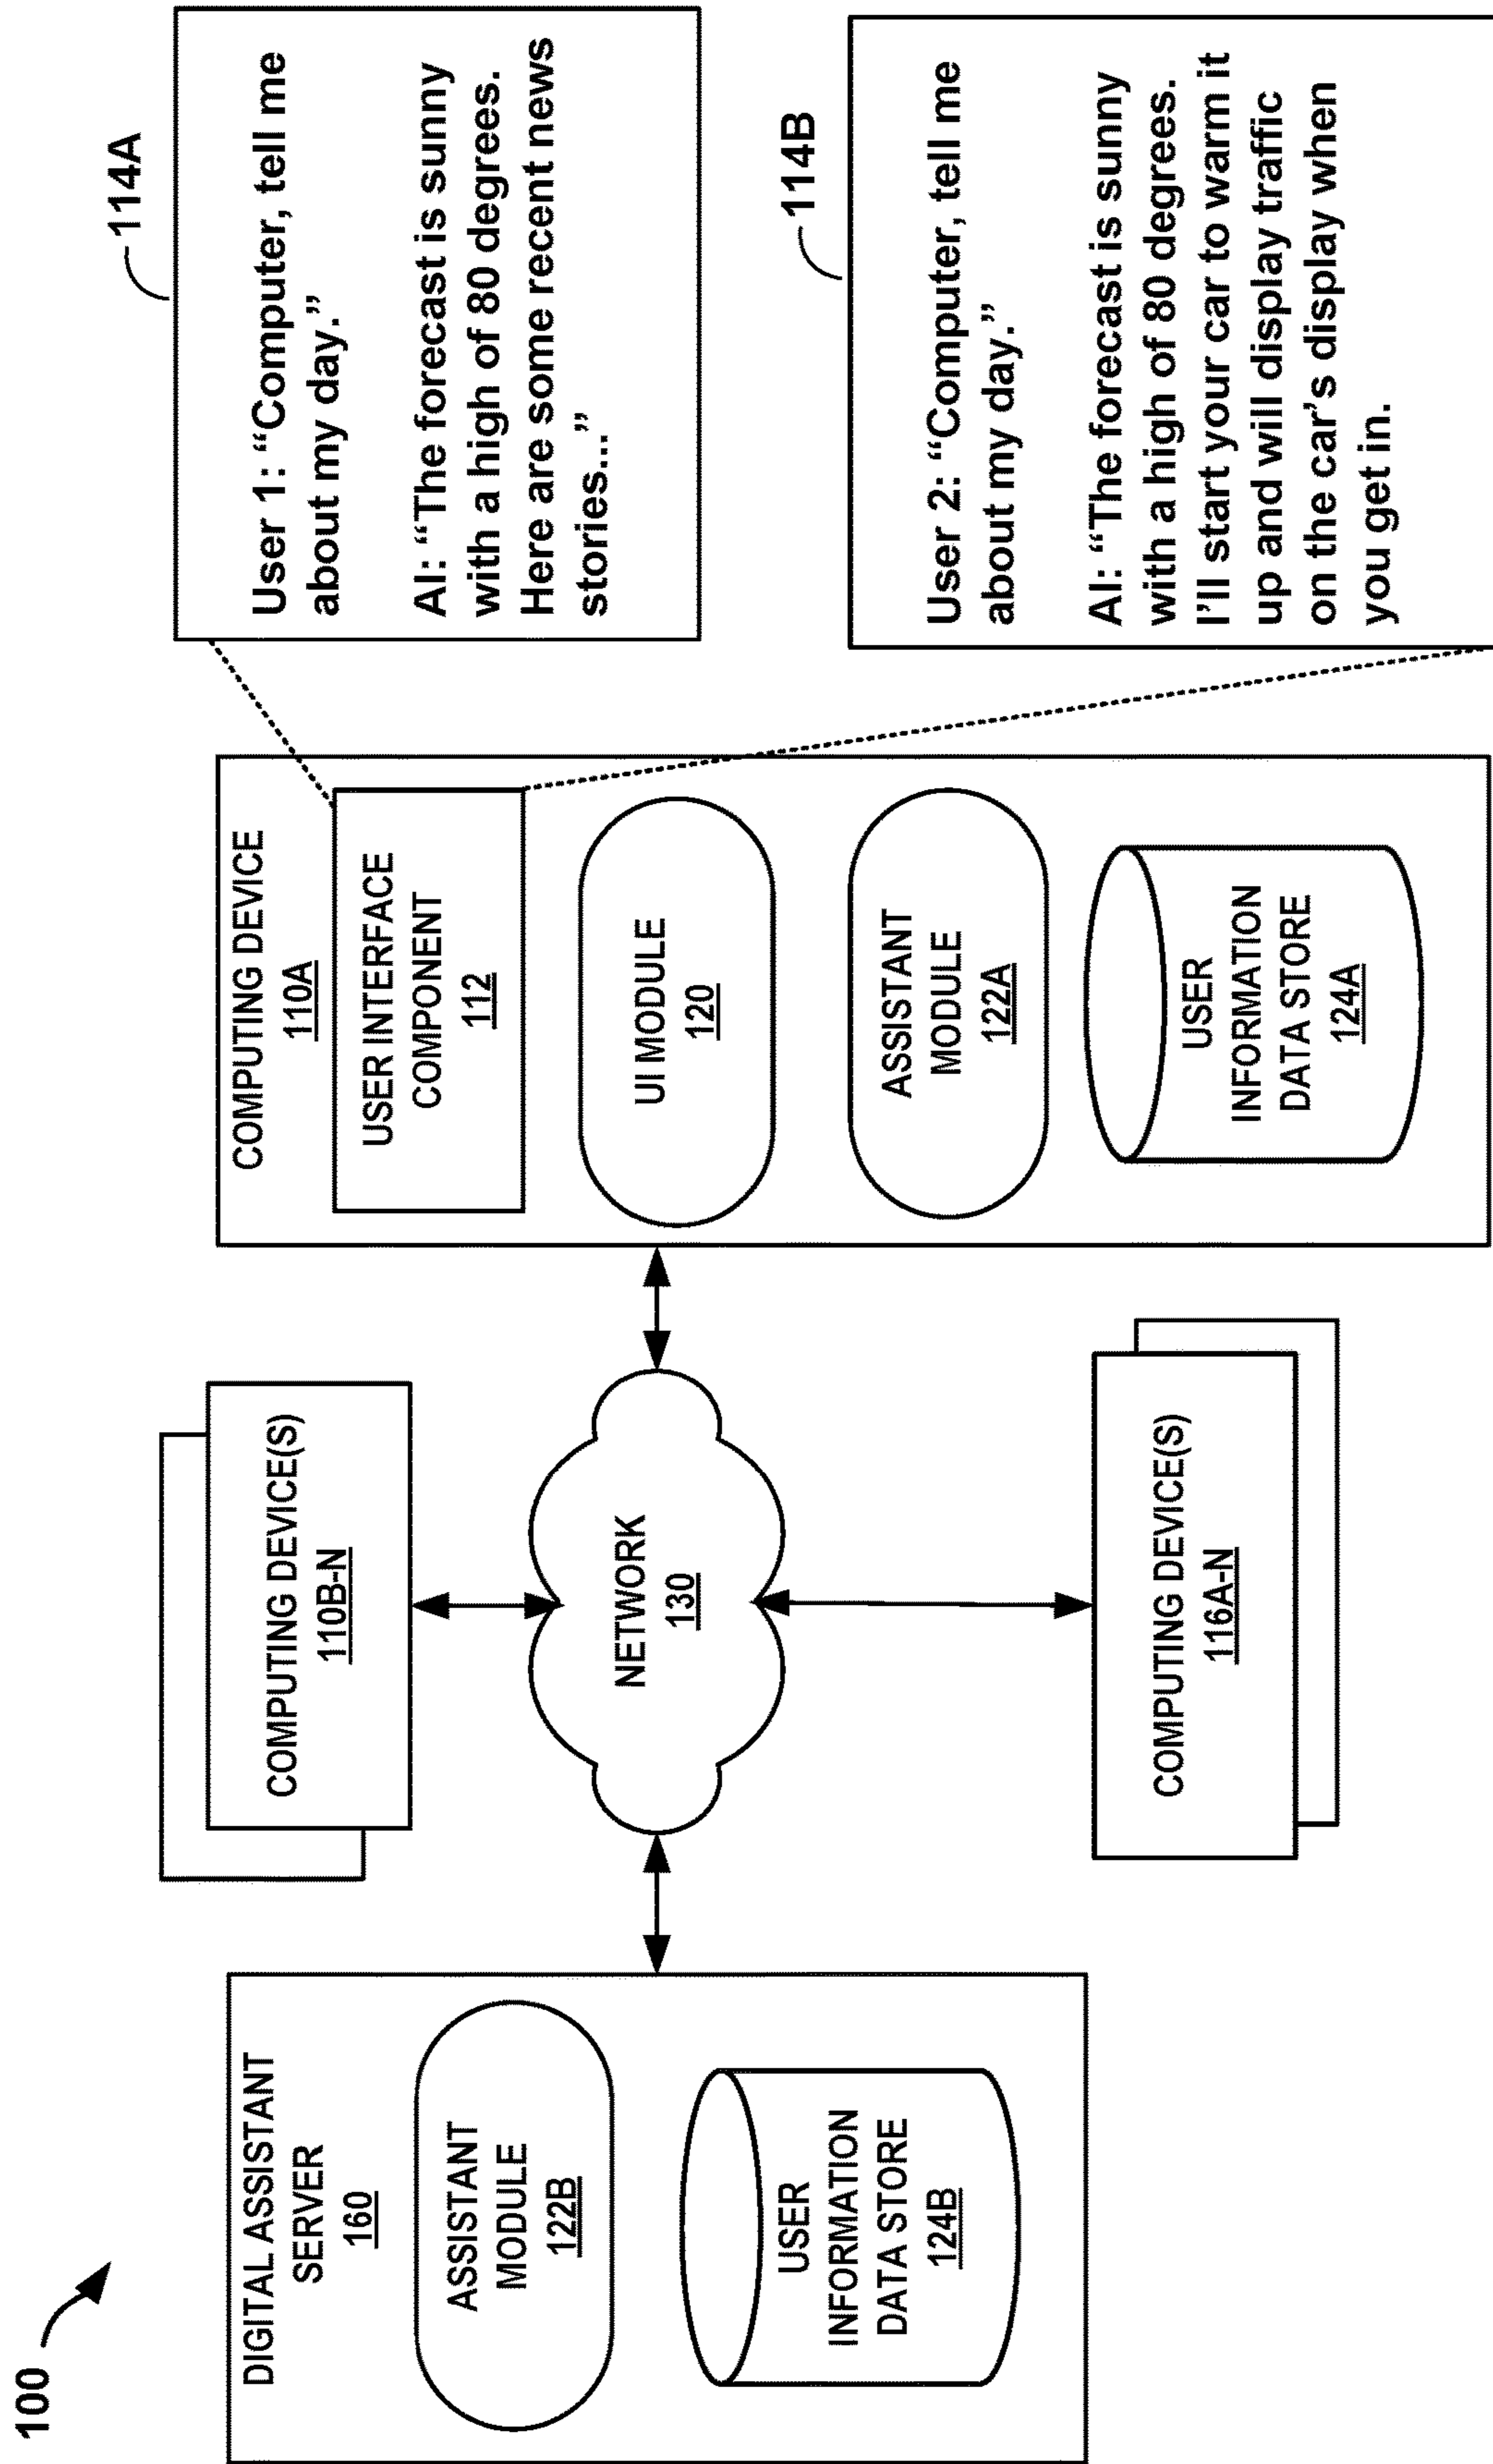 100
DIGITAL ASSISTANT
SERVER
160
ASSISTANT
MODULE
122B
USER
INFORMATION
DATA STORE
124B
COMPUTING DEVICE(S)
110B-N
NETWORK
130
COMPUTING DEVICE(S)
116A-N
COMPUTING DEVICE
110A
USER INTERFACE
COMPONENT
112
UI MODULE
120
ASSISTANT
MODULE
122A
USER
INFORMATION
DATA STORE
124A
114A
User 1: “Computer, tell me
about my day.”
AI: “The forecast is sunny
with a high of 80 degrees.
Here are some recent news
stories...”
114B
User 2: “Computer, tell me
about my day.”
AI: “The forecast is sunny
with a high of 80 degrees.
I’ll start your car to warm it
up and will display traffic
on the car’s display when
you get in.